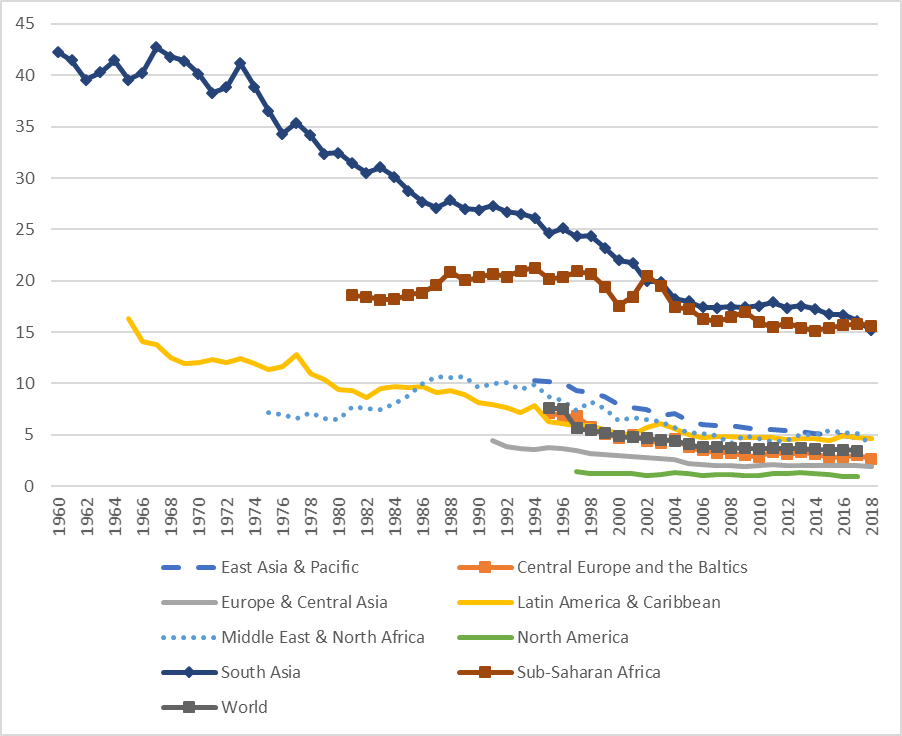 45
40
35
30
25
20
15
10
5
0
1960 1962 1964 1966 1968 1970 1972 1974 1976 1978 1980 1982 1984 1986 1988 1990 1992 1994 1996 1998 2000 2002 2004 2006 2008 2010 2012 2014 2016 2018
East Asia & Pacific Central Europe and the Baltics
Europe & Central Asia Latin America & Caribbean
Middle East & North Africa North America
South Asia Sub-Saharan Africa
World